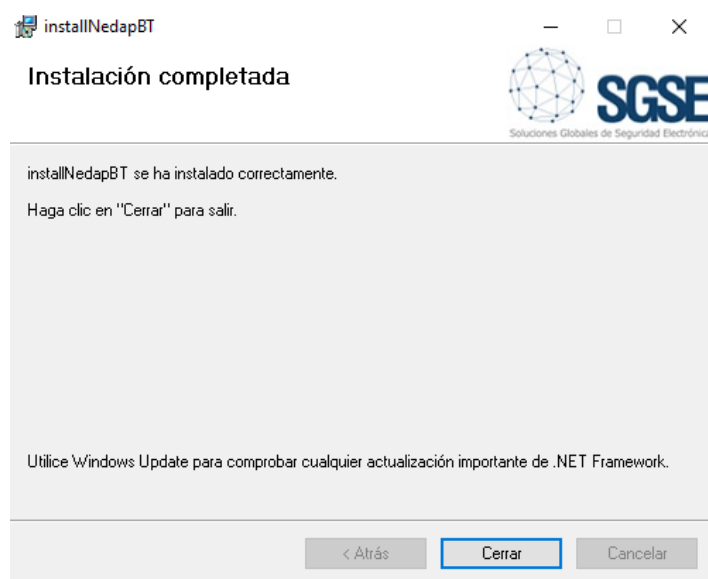 installNedapBT
Instalación completada
SGSE
Soluciones Globales de Seguridad Electrónica
installNedapBT se ha instalado correctamente.
Haga clic en "Cerrar" para salir.
Utilice Windows Update para comprobar cualquier actualización importante de .NET Framework.
< Atrás
Cerrar
Cancelar